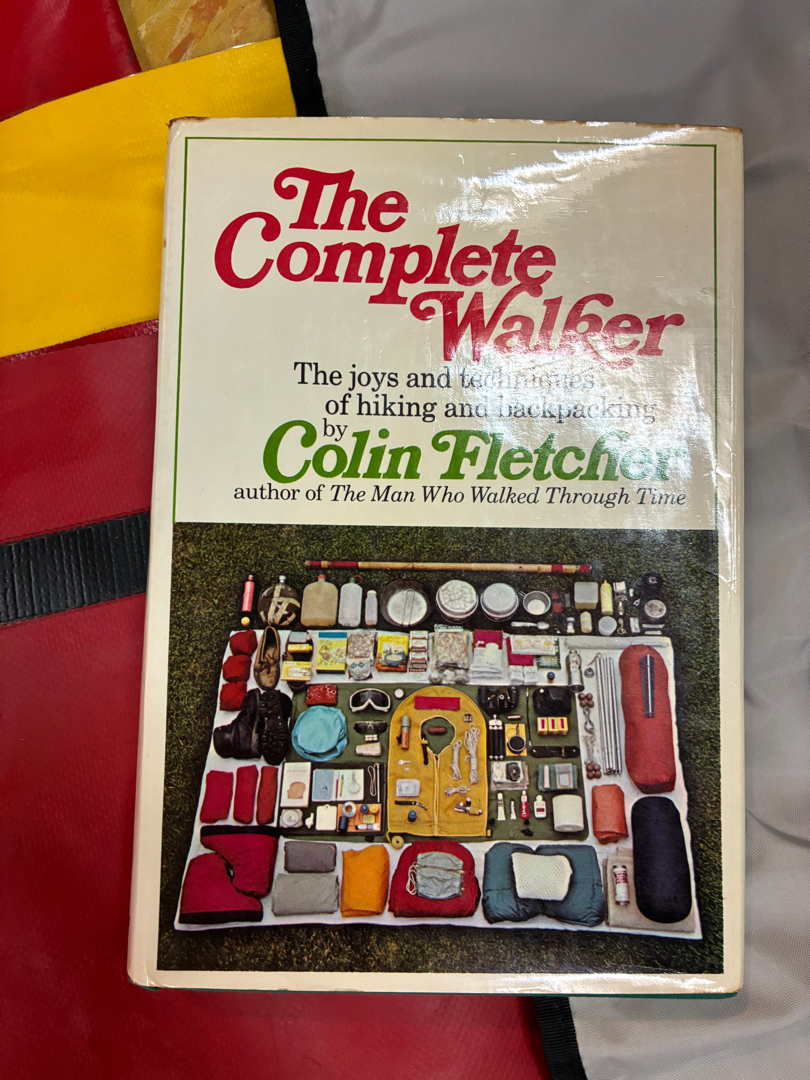 The
Complete
Walker
The joys and techniques
of hiking and backpacking
by
Colin Fletcher
author of The Man Who Walked Through Time